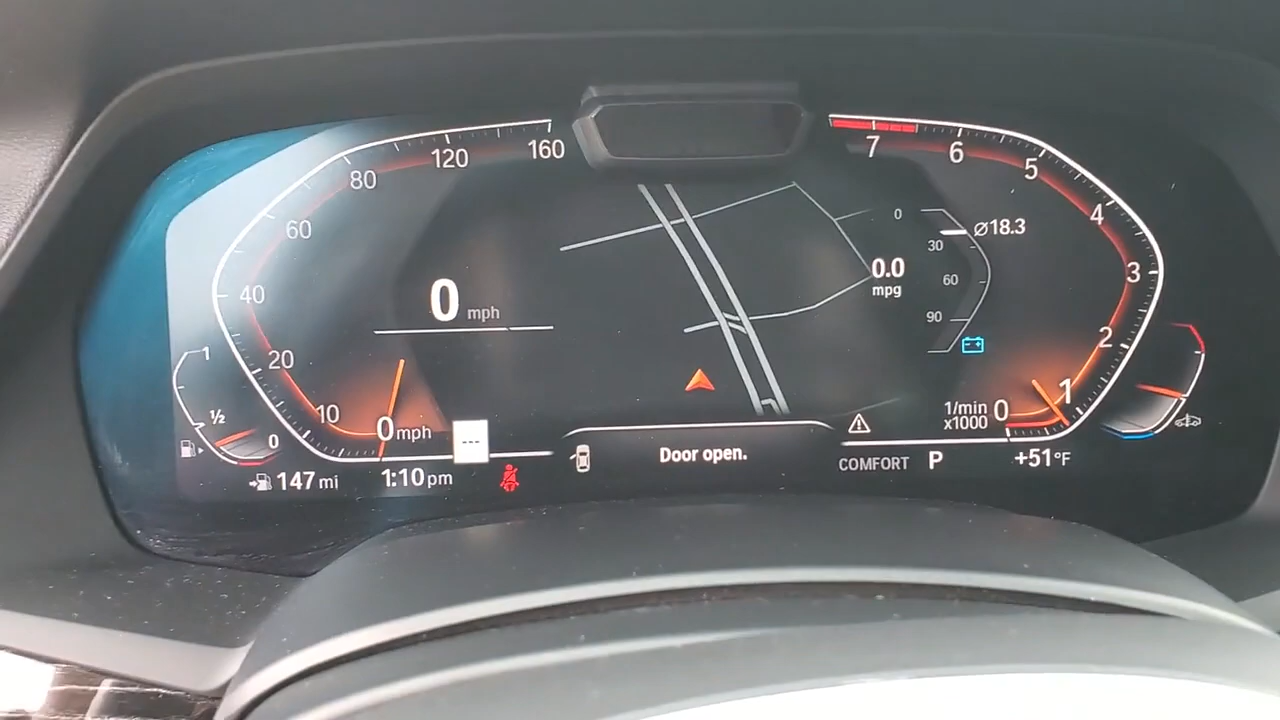 160
120
80
60
40
20
10
0 mph
0 mph
1
1/2
0
147 mi
1:10 pm
---
Door open.
7
6
5
4
3
2
1
0
1/min
x1000
0
30
60
90
⌀18.3
0.0
mpg
COMFORT P
+51°F